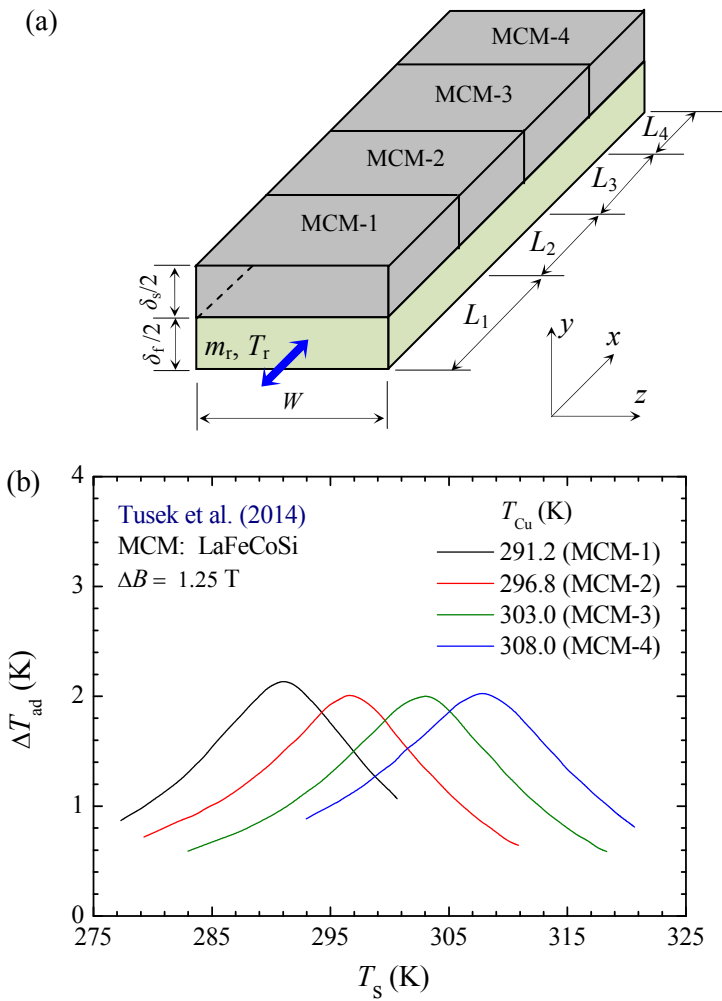 (a)
MCM-4
MCM-3
MCM-2
MCM-1
L4
L3
L2
L1
δs/2
δf/2
mr, Tr
W
y
x
z
(b)
Tusek et al. (2014)
MCM: LaFeCoSi
ΔB = 1.25 T
TCu (K)
291.2 (MCM-1)
296.8 (MCM-2)
303.0 (MCM-3)
308.0 (MCM-4)
ΔTad (K)
4
3
2
1
0
275 285 295 305 315 325
Ts (K)